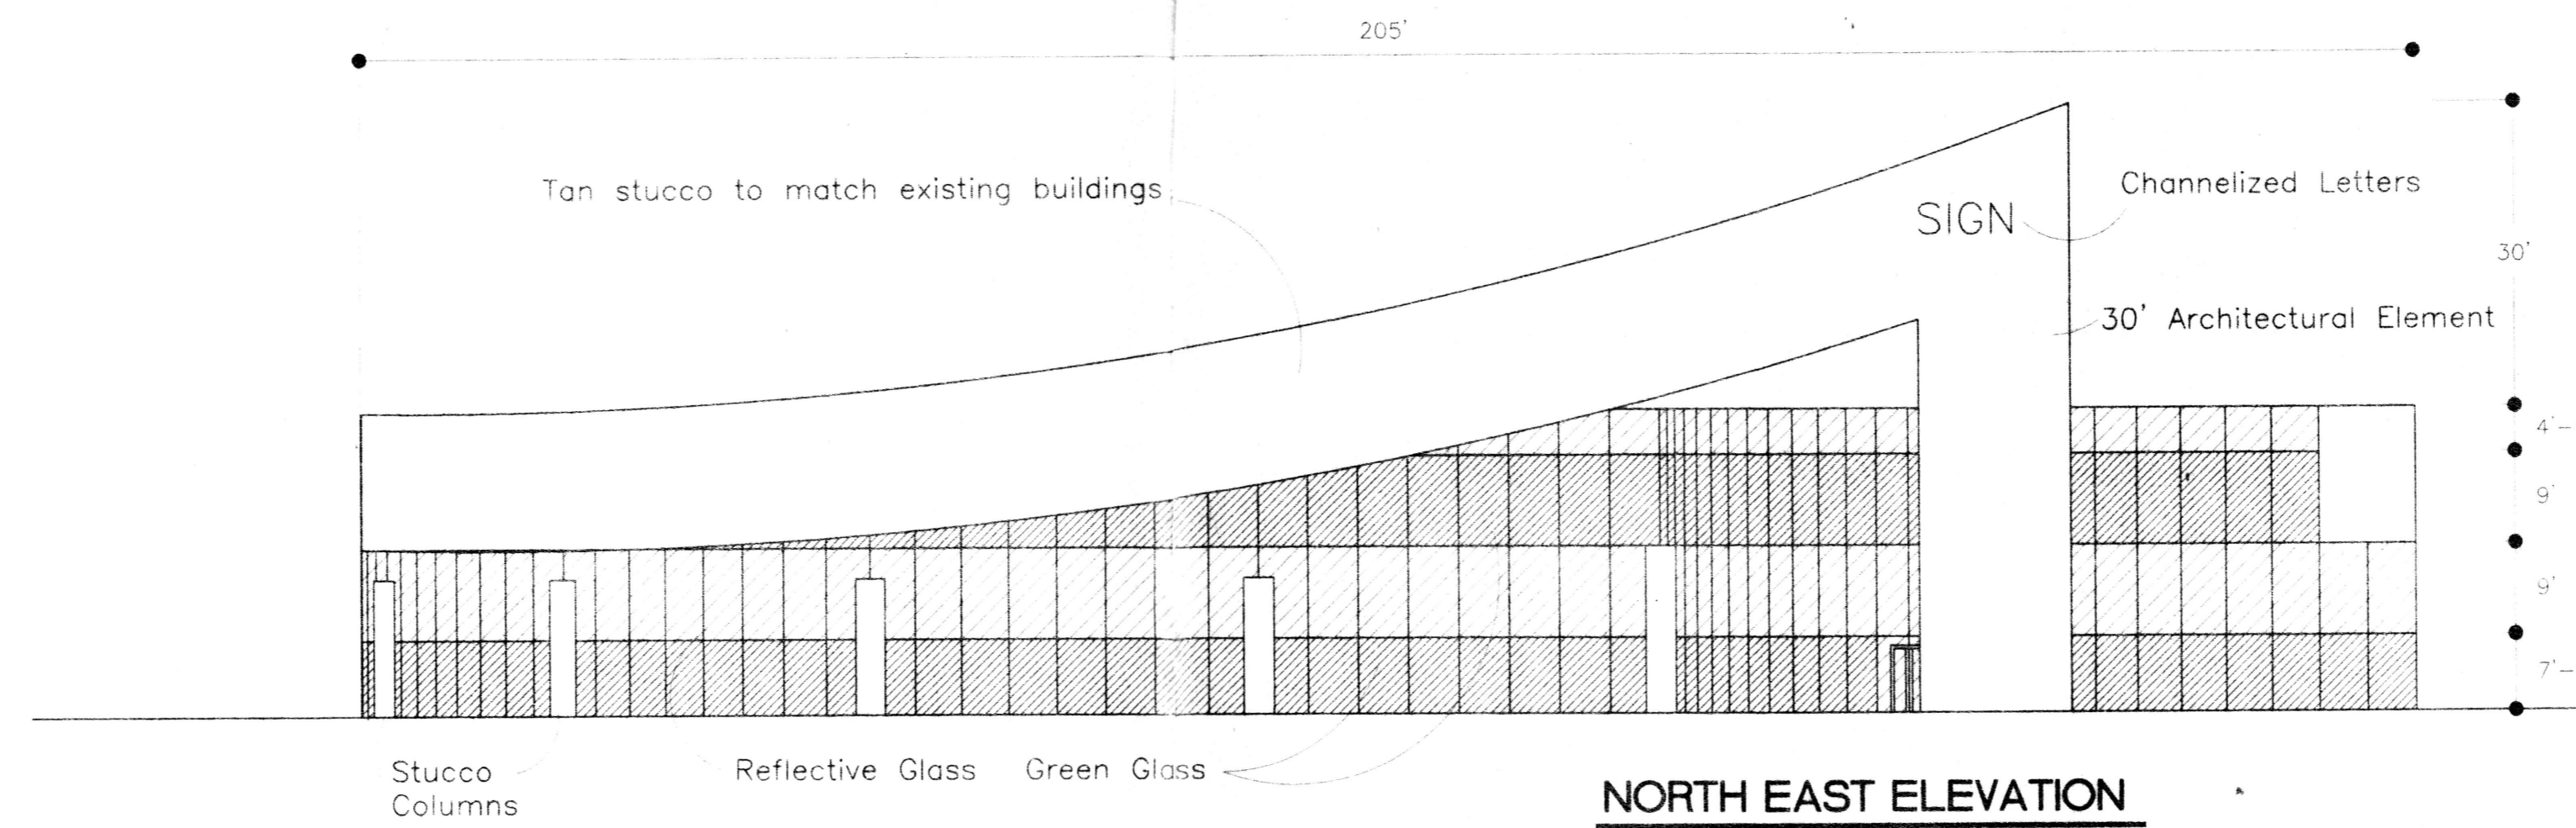 205'
Tan stucco to match existing buildings
Channelized Letters
SIGN
30'
30' Architectural Element
4'-
9'
9'
7'-
Stucco
Columns
Reflective Glass
Green Glass
NORTH EAST ELEVATION